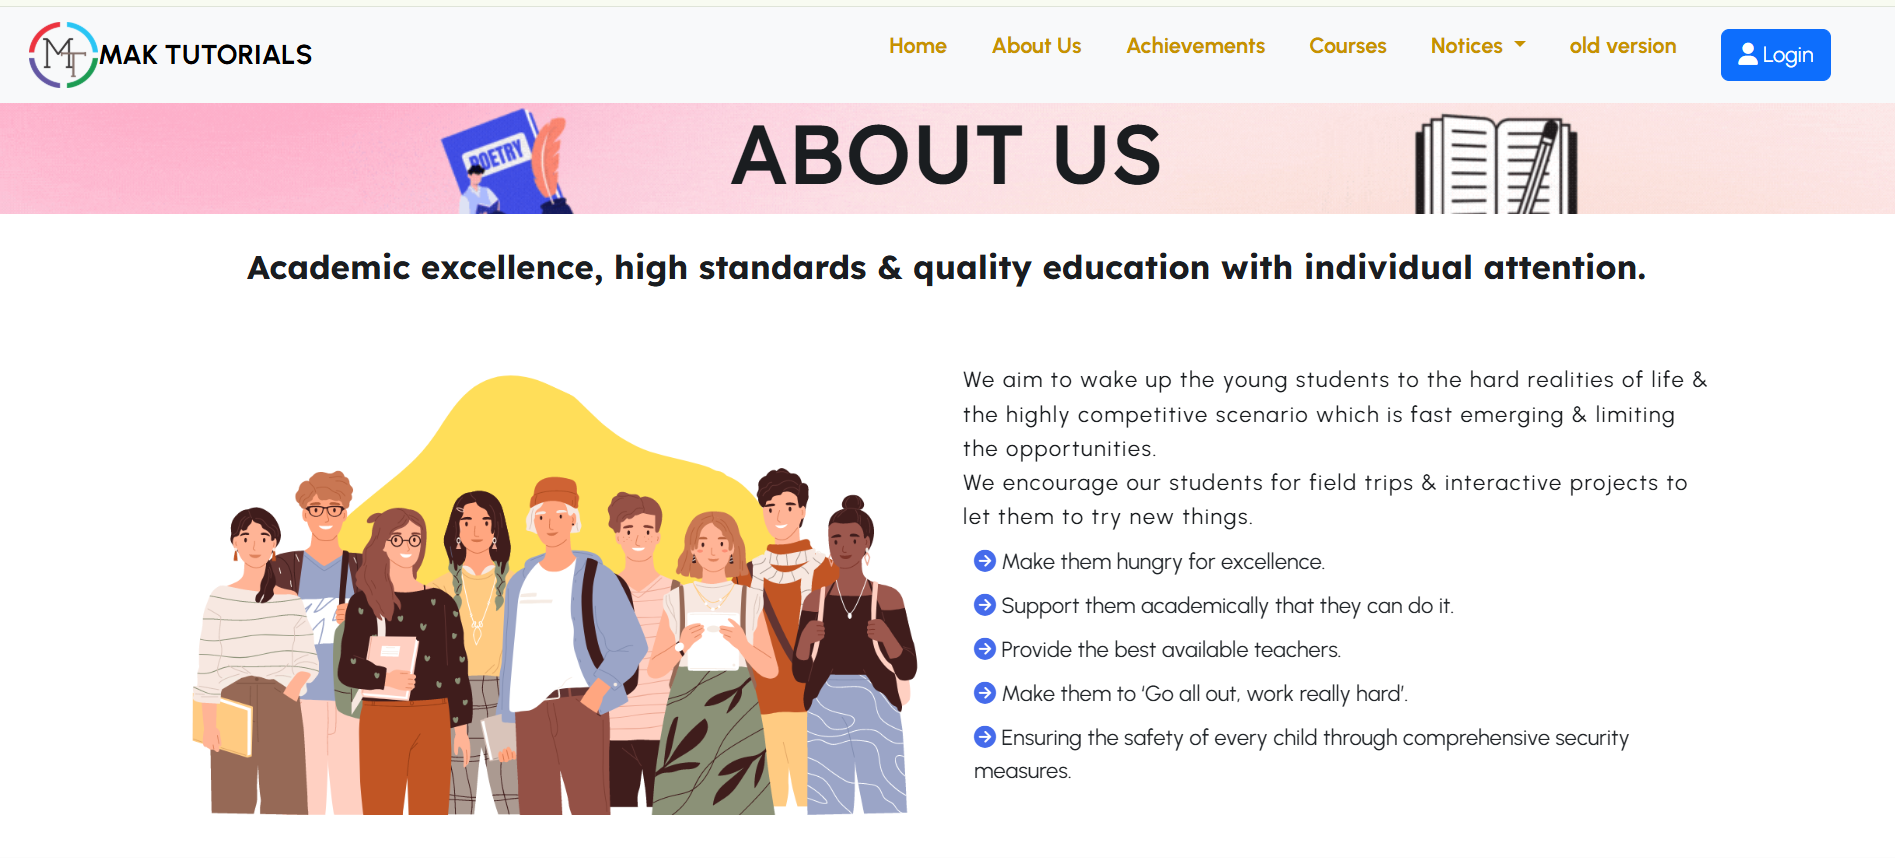 MT MAK TUTORIALS
Home About Us Achievements Courses Notices old version Login
POETRY
ABOUT US
Academic excellence, high standards & quality education with individual attention.
We aim to wake up the young students to the hard realities of life &
the highly competitive scenario which is fast emerging & limiting
the opportunities.
We encourage our students for field trips & interactive projects to
let them to try new things.
Make them hungry for excellence.
Support them academically that they can do it.
Provide the best available teachers.
Make them to ‘Go all out, work really hard’.
Ensuring the safety of every child through comprehensive security
measures.